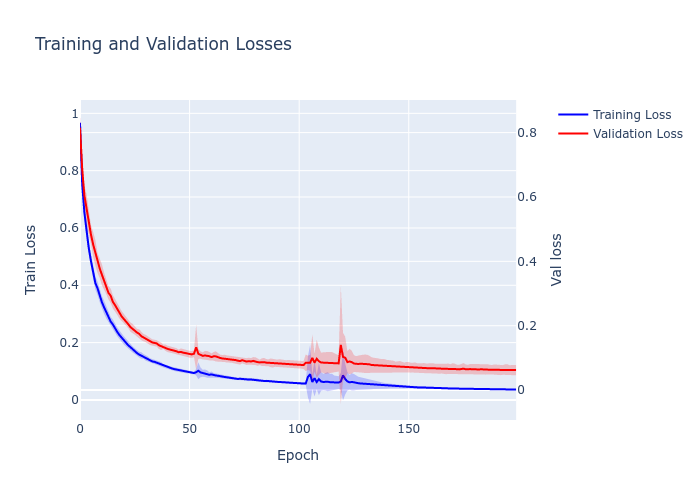 Training and Validation Losses
Training Loss
Validation Loss
Train Loss
1
0.8
0.6
0.4
0.2
0
Val loss
0.8
0.6
0.4
0.2
0
0
50
100
150
Epoch